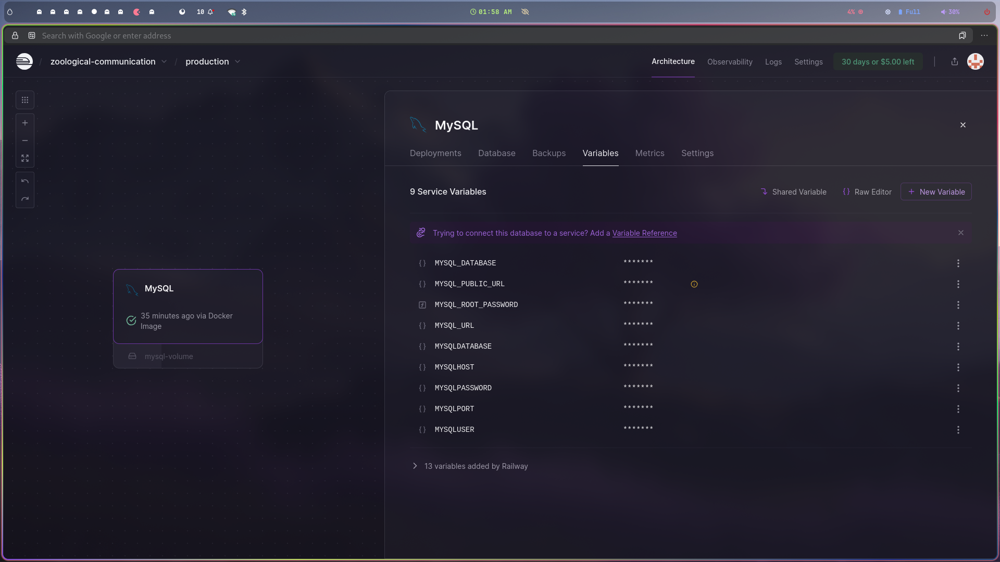 10
01:58 AM
4%
Full
30%
Search with Google or enter address
zoological-communication / production
Architecture Observability Logs Settings 30 days or $5.00 left
MySQL
Deployments Database Backups Variables Metrics Settings
9 Service Variables
Shared Variable {} Raw Editor + New Variable
Trying to connect this database to a service? Add a Variable Reference
{} MYSQL_DATABASE *******
{} MYSQL_PUBLIC_URL *******
MYSQL_ROOT_PASSWORD *******
{} MYSQL_URL *******
{} MYSQLDATABASE *******
{} MYSQLHOST *******
{} MYSQLPASSWORD *******
{} MYSQLPORT *******
{} MYSQLUSER *******
13 variables added by Railway
MySQL
35 minutes ago via Docker
Image
mysql-volume